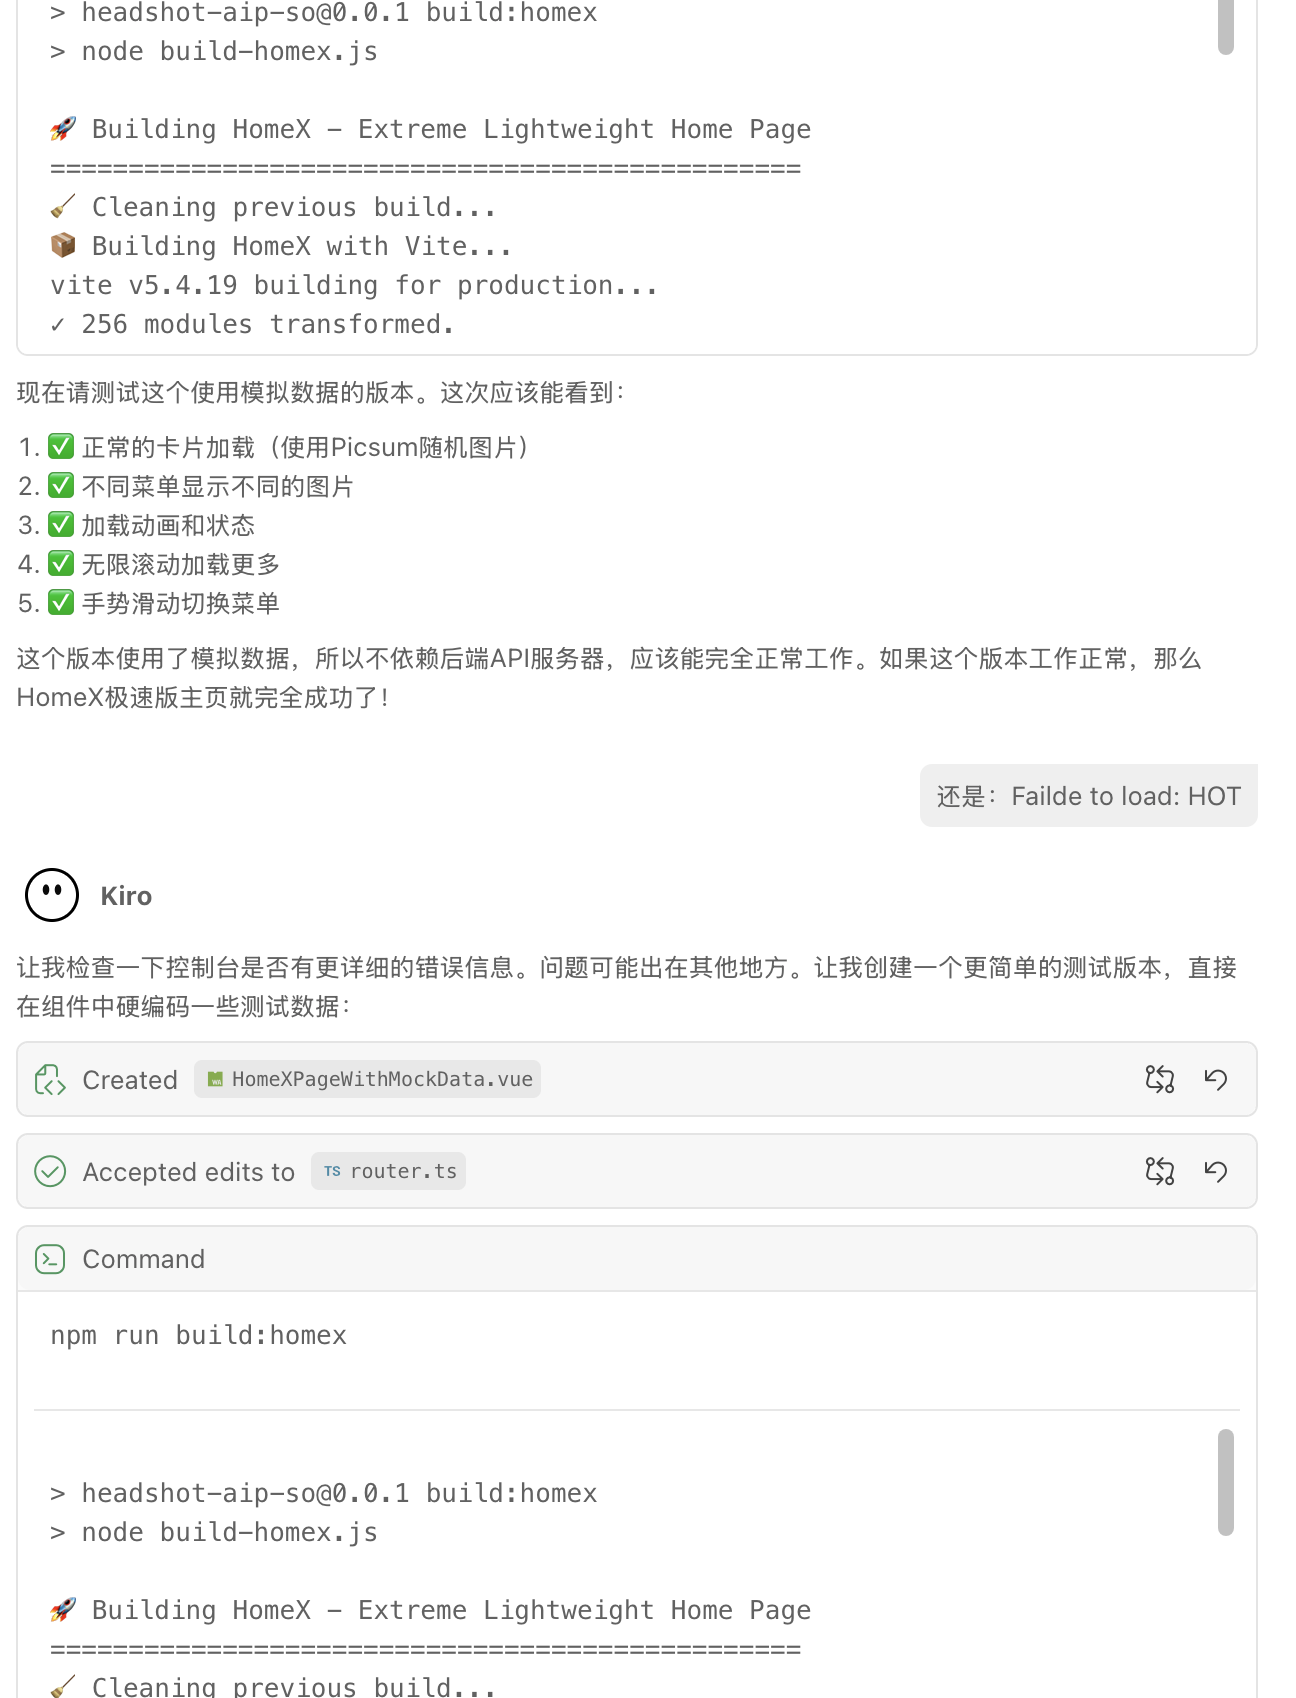 > headshot-aip-so@0.0.1 build:homex
> node build-homex.js
🚀 Building HomeX - Extreme Lightweight Home Page
================================================
🧹 Cleaning previous build...
📦 Building HomeX with Vite...
vite v5.4.19 building for production...
✓ 256 modules transformed.
现在请测试这个使用模拟数据的版本。这次应该能看到：
1. ✅ 正常的卡片加载（使用Picsum随机图片）
2. ✅ 不同菜单显示不同的图片
3. ✅ 加载动画和状态
4. ✅ 无限滚动加载更多
5. ✅ 手势滑动切换菜单
这个版本使用了模拟数据，所以不依赖后端API服务器，应该能完全正常工作。如果这个版本工作正常，那么
HomeX极速版主页就完全成功了！
还是：Failde to load: HOT
Kiro
让我检查一下控制台是否有更详细的错误信息。问题可能出在其他地方。让我创建一个更简单的测试版本，直接
在组件中硬编码一些测试数据：
Created HomeXPageWithMockData.vue
Accepted edits to TS router.ts
Command
npm run build:homex
> headshot-aip-so@0.0.1 build:homex
> node build-homex.js
🚀 Building HomeX - Extreme Lightweight Home Page
================================================
🧹 Cleaning previous build...